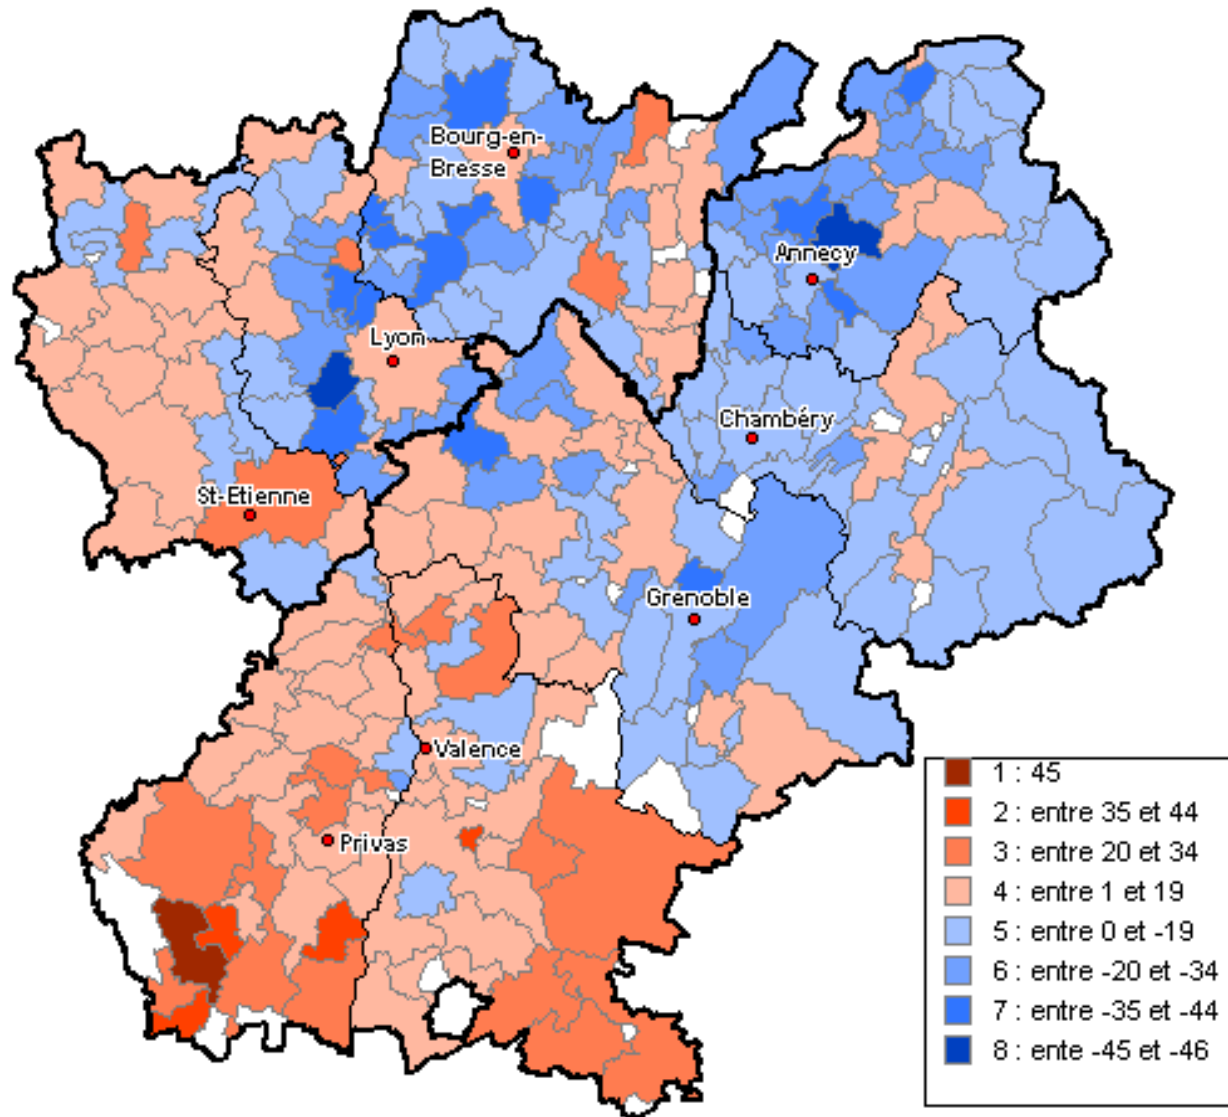 Bourg-en-
Bresse
Annecy
Lyon
Chambéry
St-Etienne
Grenoble
Valence
Privas
1 : 45
2 : entre 35 et 44
3 : entre 20 et 34
4 : entre 1 et 19
5 : entre 0 et -19
6 : entre -20 et -34
7 : entre -35 et -44
8 : ente -45 et -46